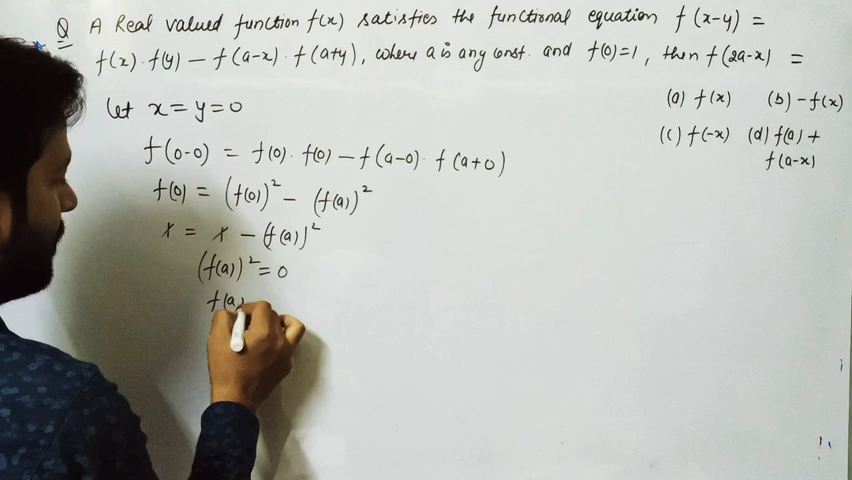 Q A Real valued function f(x) satisfies the functional equation f(x-y) =
f(x).f(y) - f(a-x).f(a+y), where a is any const. and f(0)=1, then f(2a-x) =
(a) f(x) (b) -f(x)
(c) f(-x) (d) f(a) +
f(a-x)
let x=y=0
f(0-0) = f(0).f(0) - f(a-0).f(a+0)
f(0) = (f(0))² - (f(a))²
1 = 1 - (f(a))²
(f(a))² = 0
f(a)